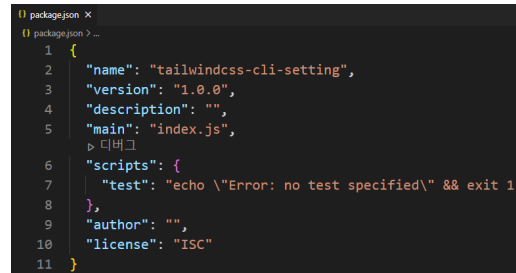 {} package.json ×
{} package.json > ...
1 {
2 "name": "tailwindcss-cli-setting",
3 "version": "1.0.0",
4 "description": "",
5 "main": "index.js",
▷ 디버그
6 "scripts": {
7 "test": "echo \"Error: no test specified\" && exit 1
8 },
9 "author": "",
10 "license": "ISC"
11 }